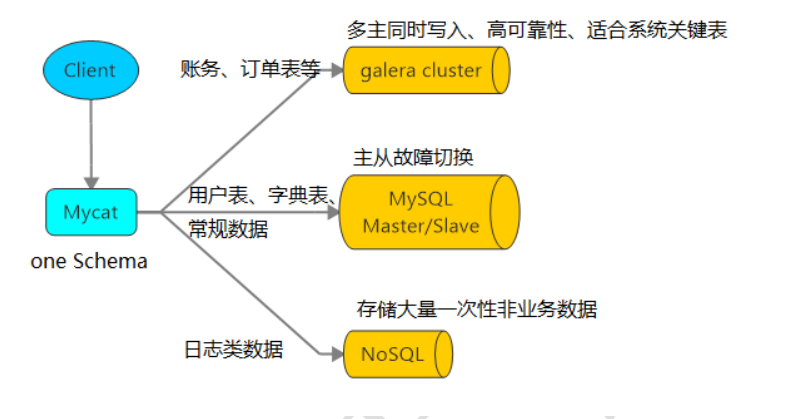 多主同时写入、高可靠性、适合系统关键表
Client
账务、订单表等
galera cluster
主从故障切换
用户表、字典表、
常规数据
MySQL
Master/Slave
Mycat
one Schema
存储大量一次性非业务数据
日志类数据
NoSQL